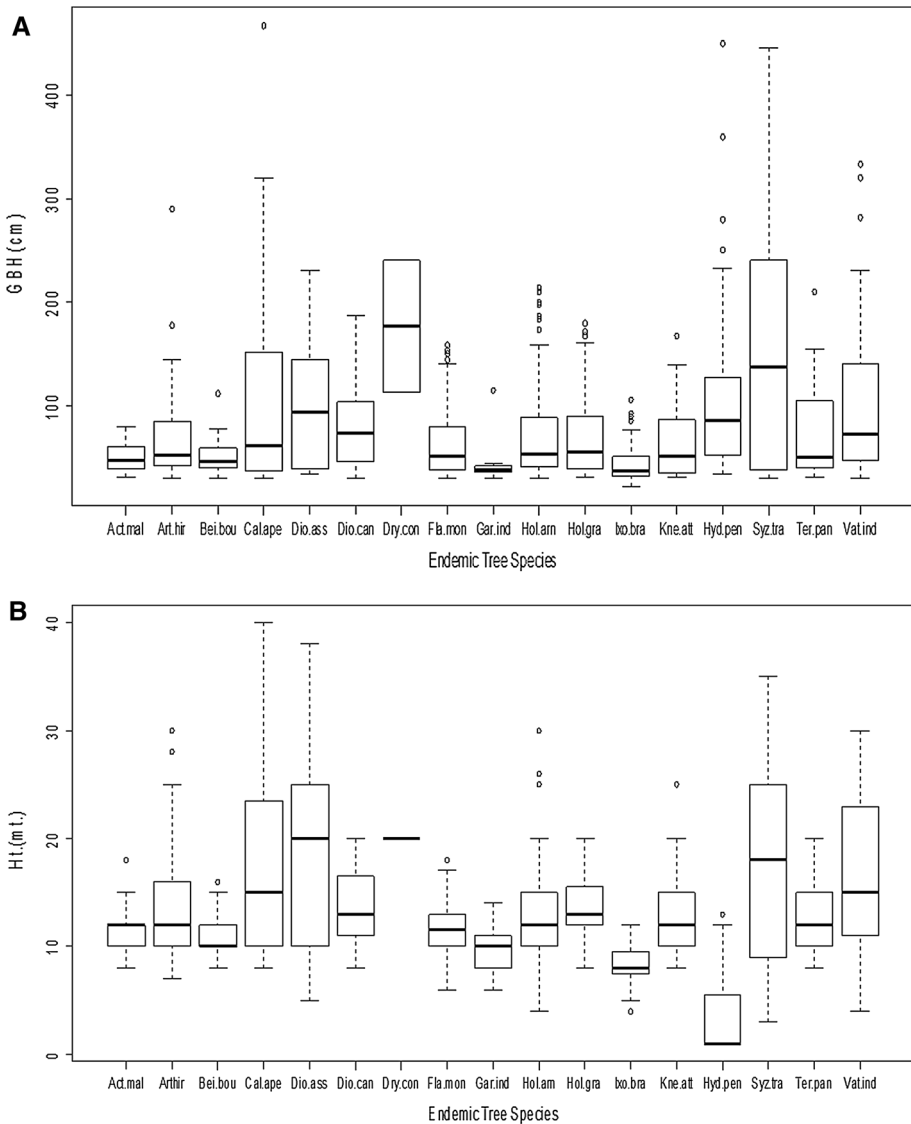 A
GBH (cm)
400
300
200
100
Act.mal Art.hir Bei.bou Cal.ape Dio.ass Dio.can Dry.con Fla.mon Gar.ind Hol.arn Hol.gra Ixo.bra Kne.att Hyd.pen Syz.tra Ter.pan Vat.ind
Endemic Tree Species
B
Ht.(mt.)
40
30
20
10
0
Act.mal Arthir Bei.bou Cal.ape Dio.ass Dio.can Dry.con Fla.mon Gar.ind Hol.arn Hol.gra Ixo.bra Kne.att Hyd.pen Syz.tra Ter.pan Vat.ind
Endemic Tree Species